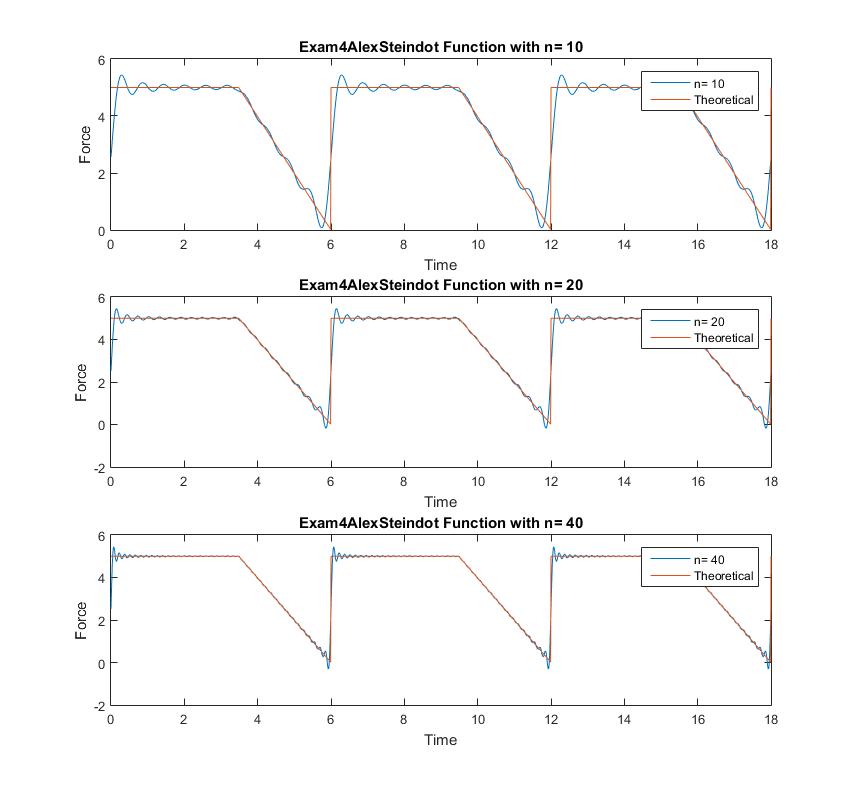 Exam4AlexSteindot Function with n= 10
6
4
2
0
Force
n= 10
Theoretical
0 2 4 6 8 10 12 14 16 18
Time
Exam4AlexSteindot Function with n= 20
6
4
2
0
-2
Force
n= 20
Theoretical
0 2 4 6 8 10 12 14 16 18
Time
Exam4AlexSteindot Function with n= 40
6
4
2
0
-2
Force
n= 40
Theoretical
0 2 4 6 8 10 12 14 16 18
Time